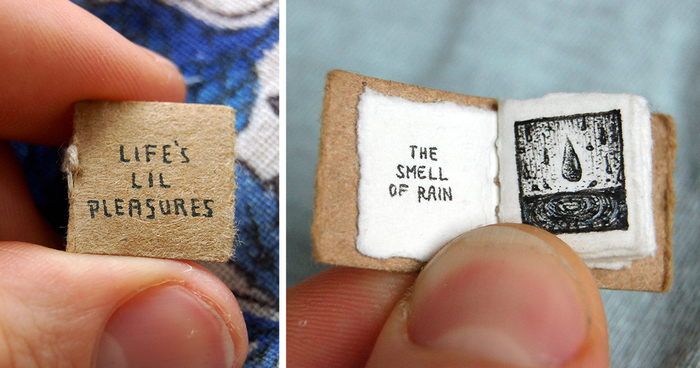 LIFE'S
LIL
PLEASURES
THE
SMELL
OF RAIN